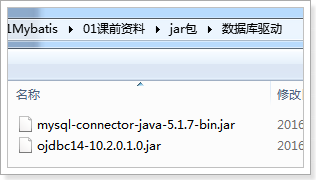 1Mybatis ▸ 01课前资料 ▸ jar包 ▸ 数据库驱动
名称 修改
mysql-connector-java-5.1.7-bin.jar 2016
ojdbc14-10.2.0.1.0.jar 2016